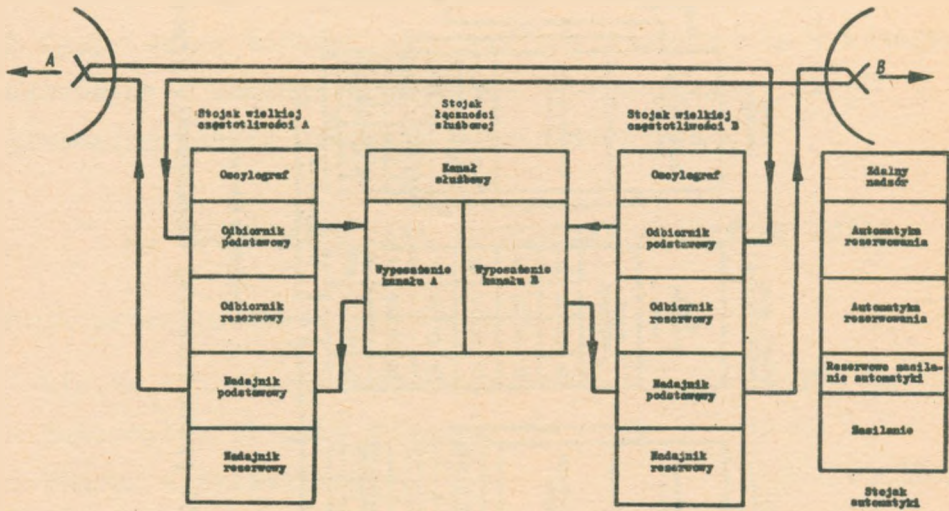 A
B
Stojak wielkiej
częstotliwości A
Stojak
łączności
służbowej
Stojak wielkiej
częstotliwości B
Oscylograf
Odbiornik
podstawowy
Odbiornik
rezerwowy
Nadajnik
podstawowy
Nadajnik
rezerwowy
Kanał
służbowy
Wyposażenie
kanału A
Wyposażenie
kanału B
Oscylograf
Odbiornik
podstawowy
Odbiornik
rezerwowy
Nadajnik
podstawowy
Nadajnik
rezerwowy
Zdalny
nadzór
Automatyka
rezerwowania
Automatyka
rezerwowania
Rezerwowe zasila-
nie automatyki
Zasilanie
Stojak
automatyki